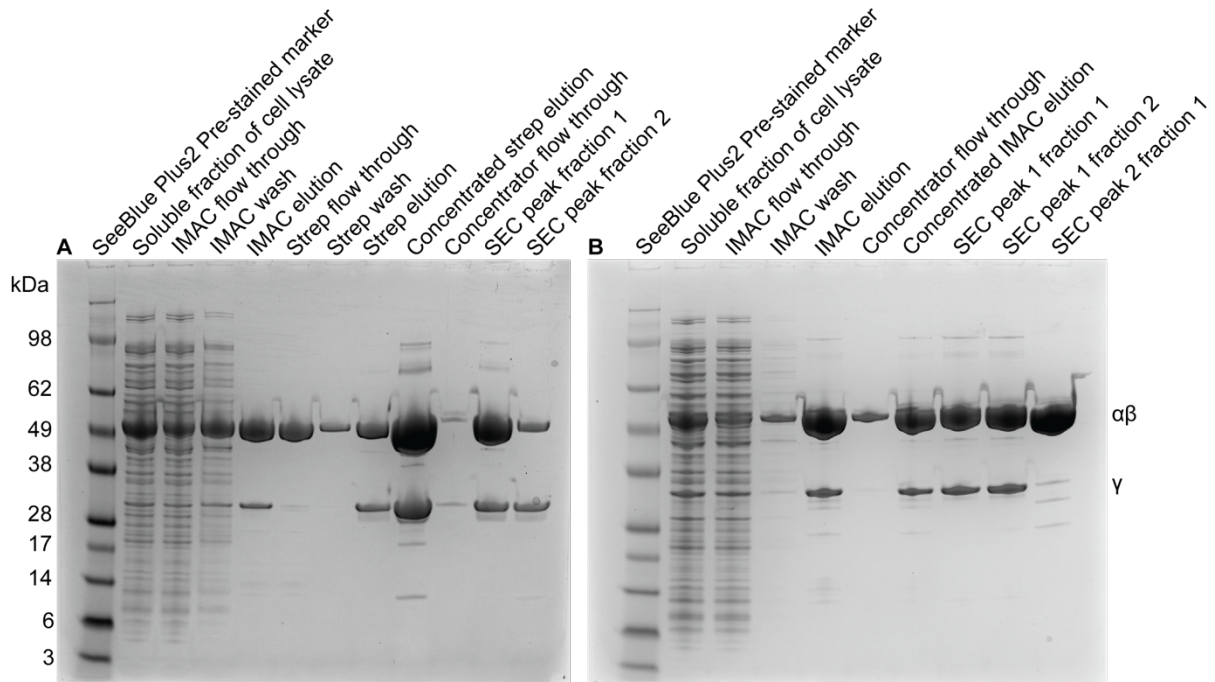 A
SeeBlue Plus2 Pre-stained marker
Soluble fraction of cell lysate
IMAC flow through
IMAC wash
IMAC elution
Strep flow through
Strep wash
Strep elution
Concentrated strep elution
Concentrator flow through
SEC peak fraction 1
SEC peak fraction 2
B
SeeBlue Plus2 Pre-stained marker
Soluble fraction of cell lysate
IMAC flow through
IMAC wash
IMAC elution
Concentrator flow through
Concentrated IMAC elution
SEC peak 1 fraction 1
SEC peak 1 fraction 2
SEC peak 2 fraction 1
kDa
98
62
49
38
28
17
14
6
3
αβ
γ